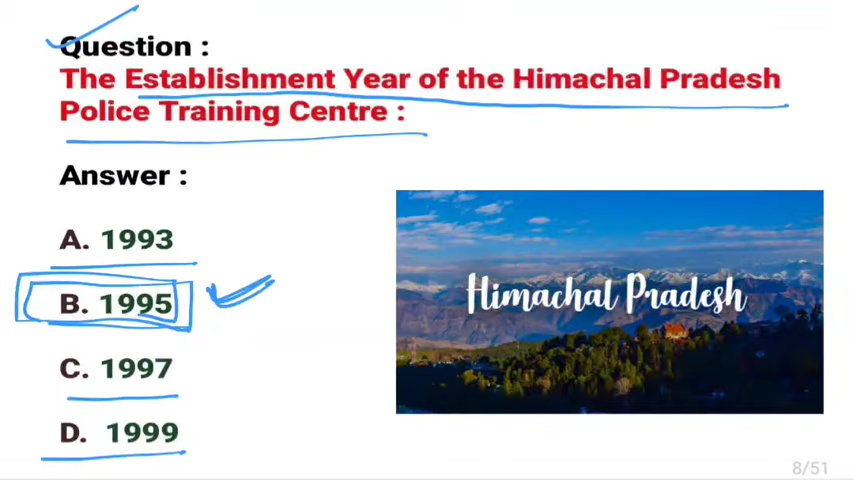 Question :
The Establishment Year of the Himachal Pradesh
Police Training Centre :
Answer :
A. 1993
B. 1995
C. 1997
D. 1999
Himachal Pradesh
8/51